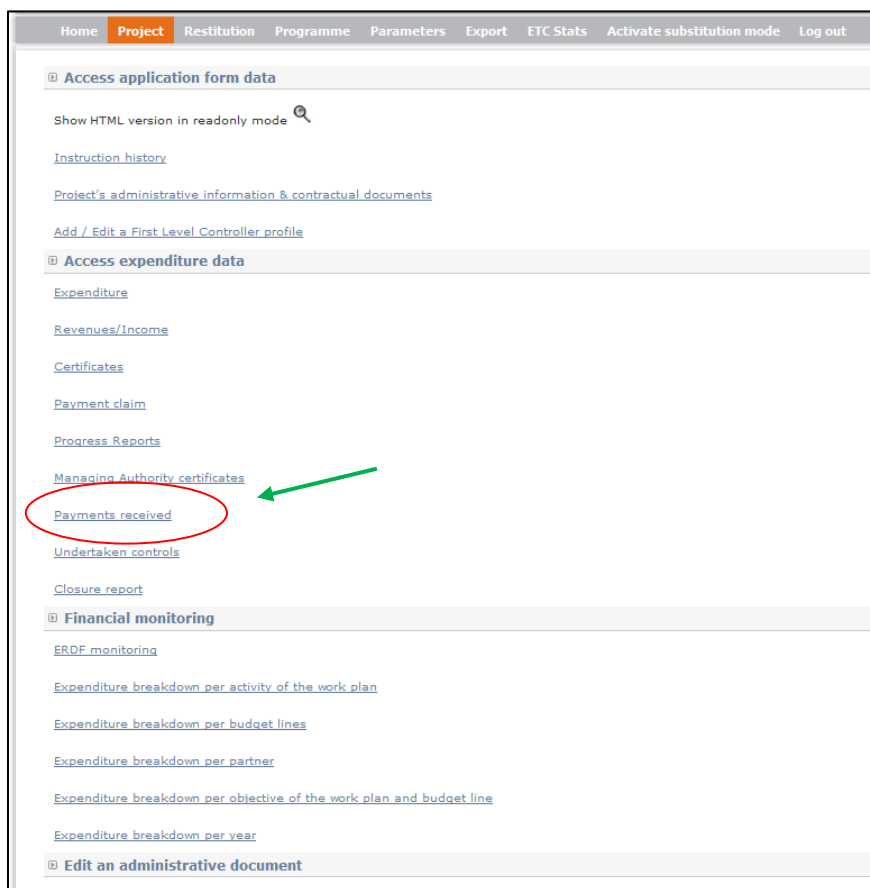 Home Project Restitution Programme Parameters Export ETC Stats Activate substitution mode Log out
Access application form data
Show HTML version in readonly mode
Instruction history
Project's administrative information & contractual documents
Add / Edit a First Level Controller profile
Access expenditure data
Expenditure
Revenues/Income
Certificates
Payment claim
Progress Reports
Managing Authority certificates
Payments received
Undertaken controls
Closure report
Financial monitoring
ERDF monitoring
Expenditure breakdown per activity of the work plan
Expenditure breakdown per budget lines
Expenditure breakdown per partner
Expenditure breakdown per objective of the work plan and budget line
Expenditure breakdown per year
Edit an administrative document